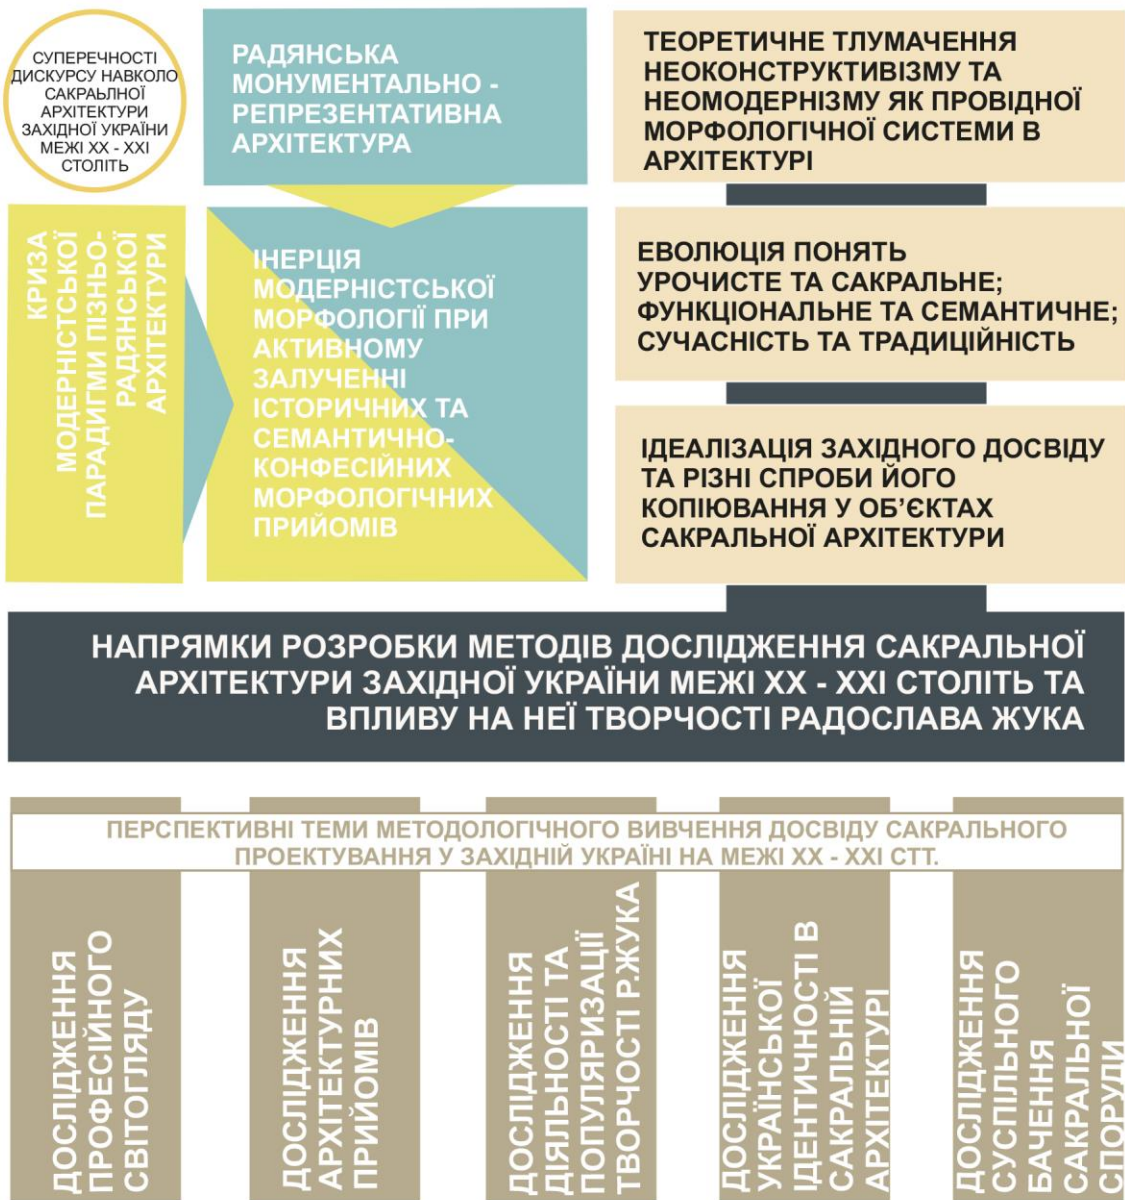 СУПЕРЕЧНОСТІ
ДИСКУРСУ НАВКОЛО
САКРАЬЛНОЇ
АРХІТЕКТУРИ
ЗАХІДНОЇ УКРАЇНИ
МЕЖІ XX - XXI
СТОЛІТЬ
РАДЯНСЬКА
МОНУМЕНТАЛЬНО -
РЕПРЕЗЕНТАТИВНА
АРХІТЕКТУРА
ТЕОРЕТИЧНЕ ТЛУМАЧЕННЯ
НЕОКОНСТРУКТИВІЗМУ ТА
НЕОМОДЕРНІЗМУ ЯК ПРОВІДНОЇ
МОРФОЛОГІЧНОЇ СИСТЕМИ В
АРХІТЕКТУРІ
КРИЗА
МОДЕРНІСТСЬКОЇ
ПАРАДИГМИ ПІЗНЬО-
РАДЯНСЬКОЇ
АРХІТЕКТУРИ
ІНЕРЦІЯ
МОДЕРНІСТСЬКОЇ
МОРФОЛОГІЇ ПРИ
АКТИВНОМУ
ЗАЛУЧЕННІ
ІСТОРИЧНИХ ТА
СЕМАНТИЧНО-
КОНФЕСІЙНИХ
МОРФОЛОГІЧНИХ
ПРИЙОМІВ
ЕВОЛЮЦІЯ ПОНЯТЬ
УРОЧИСТЕ ТА САКРАЛЬНЕ;
ФУНКЦІОНАЛЬНЕ ТА СЕМАНТИЧНЕ;
СУЧАСНІСТЬ ТА ТРАДИЦІЙНІСТЬ
ІДЕАЛІЗАЦІЯ ЗАХІДНОГО ДОСВІДУ
ТА РІЗНІ СПРОБИ ЙОГО
КОПІЮВАННЯ У ОБ’ЄКТАХ
САКРАЛЬНОЇ АРХІТЕКТУРИ
НАПРЯМКИ РОЗРОБКИ МЕТОДІВ ДОСЛІДЖЕННЯ САКРАЛЬНОЇ
АРХІТЕКТУРИ ЗАХІДНОЇ УКРАЇНИ МЕЖІ XX - XXI СТОЛІТЬ ТА
ВПЛИВУ НА НЕЇ ТВОРЧОСТІ РАДОСЛАВА ЖУКА
ПЕРСПЕКТИВНІ ТЕМИ МЕТОДОЛОГІЧНОГО ВИВЧЕННЯ ДОСВІДУ САКРАЛЬНОГО
ПРОЕКТУВАННЯ У ЗАХІДНІЙ УКРАЇНІ НА МЕЖІ XX - XXI СТТ.
ДОСЛІДЖЕННЯ
ПРОФЕСІЙНОГО
СВІТОГЛЯДУ
ДОСЛІДЖЕННЯ
АРХІТЕКТУРНИХ
ПРИЙОМІВ
ДОСЛІДЖЕННЯ
ДІЯЛЬНОСТІ ТА
ПОПУЛЯРИЗАЦІЇ
ТВОРЧОСТІ Р.ЖУКА
ДОСЛІДЖЕННЯ
УКРАЇНСЬКОЇ
ІДЕНТИЧНОСТІ В
САКРАЛЬНІЙ
АРХІТЕКТУРІ
ДОСЛІДЖЕННЯ
СУСПІЛЬНОГО
БАЧЕННЯ
САКРАЛЬНОЇ
СПОРУДИ